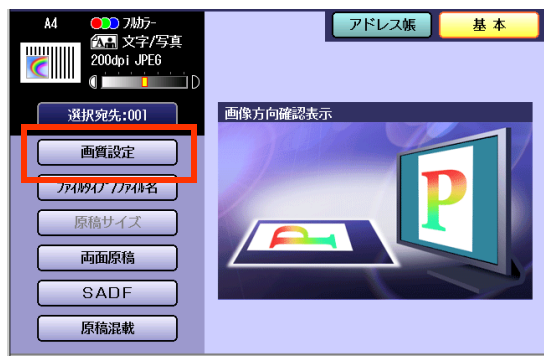 A4 フルカラー
文字/写真
200dpi JPEG
選択宛先:001
画質設定
ファイルタイプ/ファイル名
原稿サイズ
両面原稿
SADF
原稿混載
アドレス帳
基本
画像方向確認表示
P
P